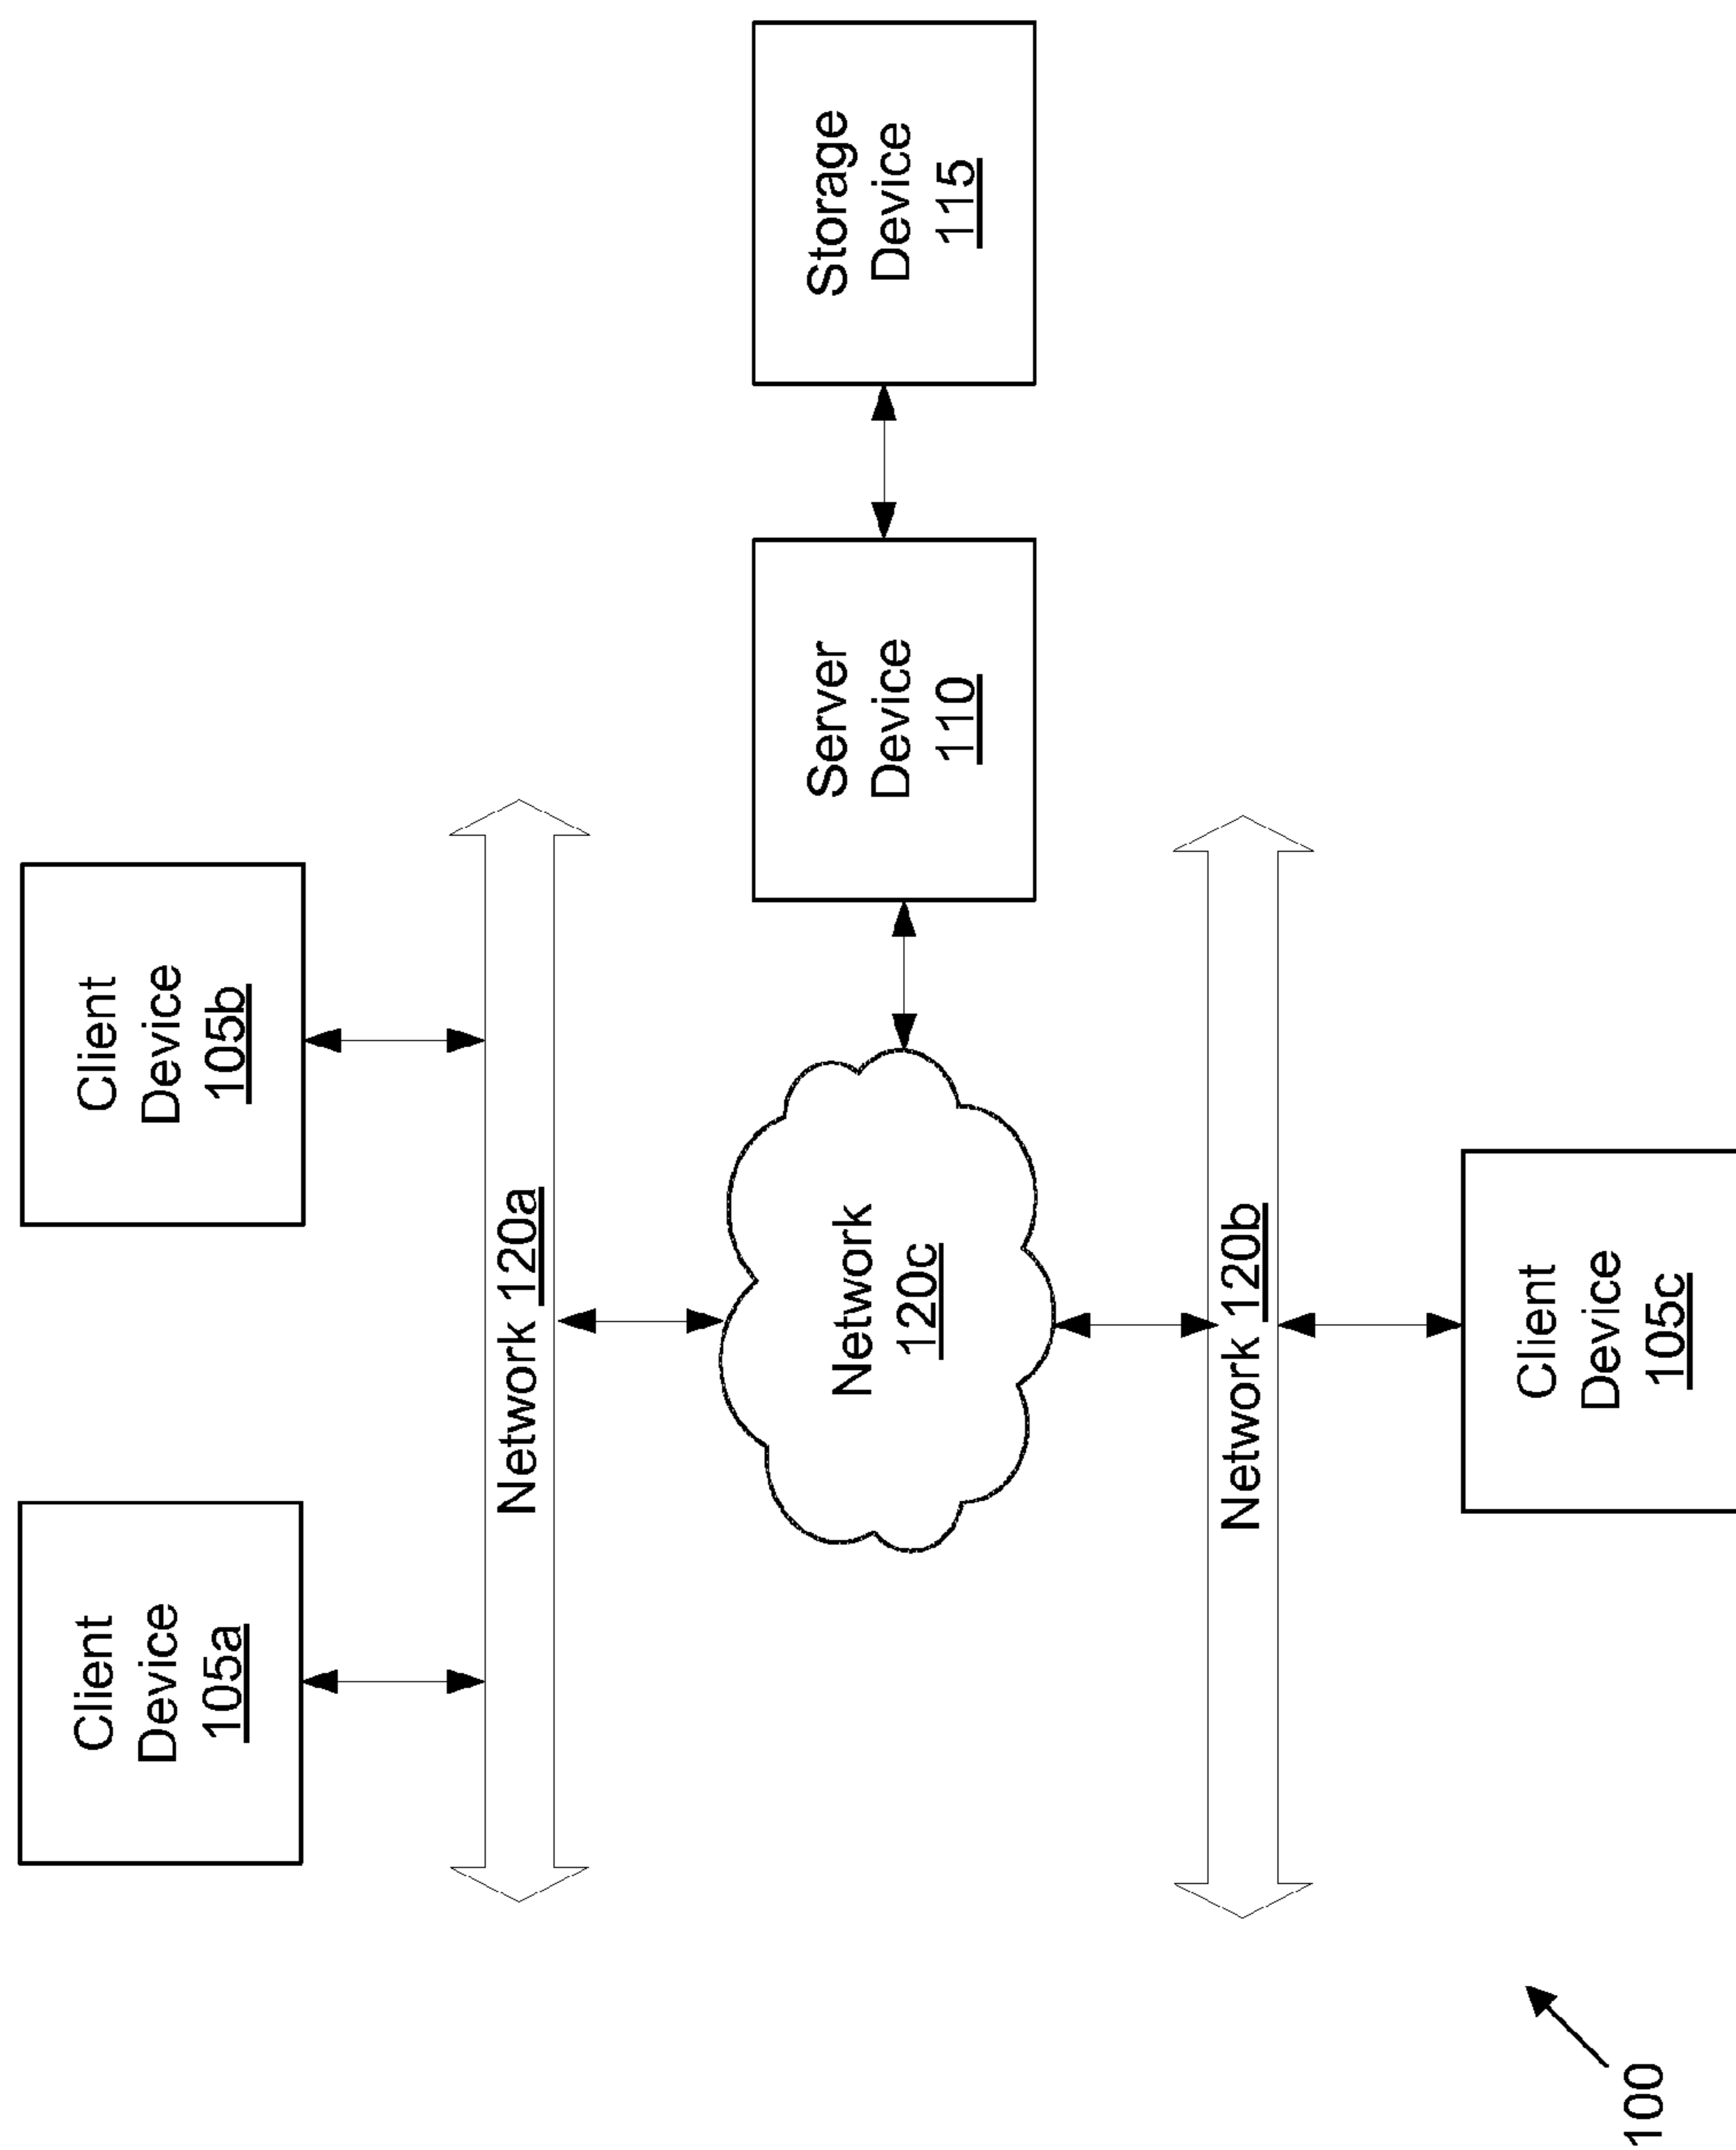 Client
Device
105a
Client
Device
105b
Network 120a
Network
120c
Server
Device
110
Storage
Device
115
Network 120b
Client
Device
105c
100